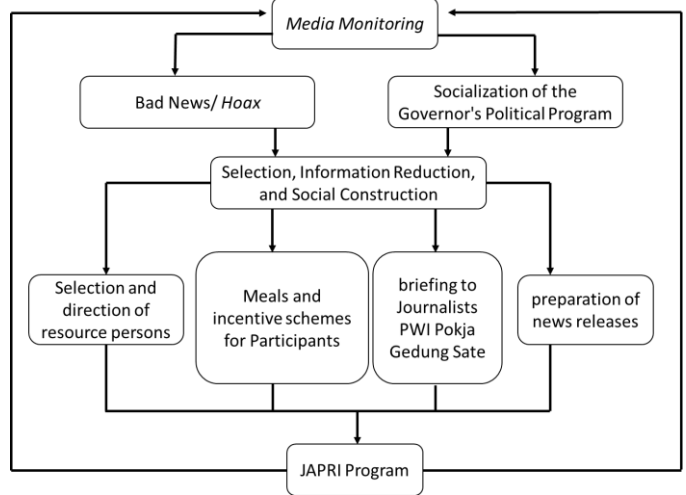 Media Monitoring
Bad News/ Hoax
Socialization of the
Governor's Political Program
Selection, Information Reduction,
and Social Construction
Selection and
direction of
resource persons
Meals and
incentive schemes
for Participants
briefing to
Journalists
PWI Pokja
Gedung Sate
preparation of
news releases
JAPRI Program